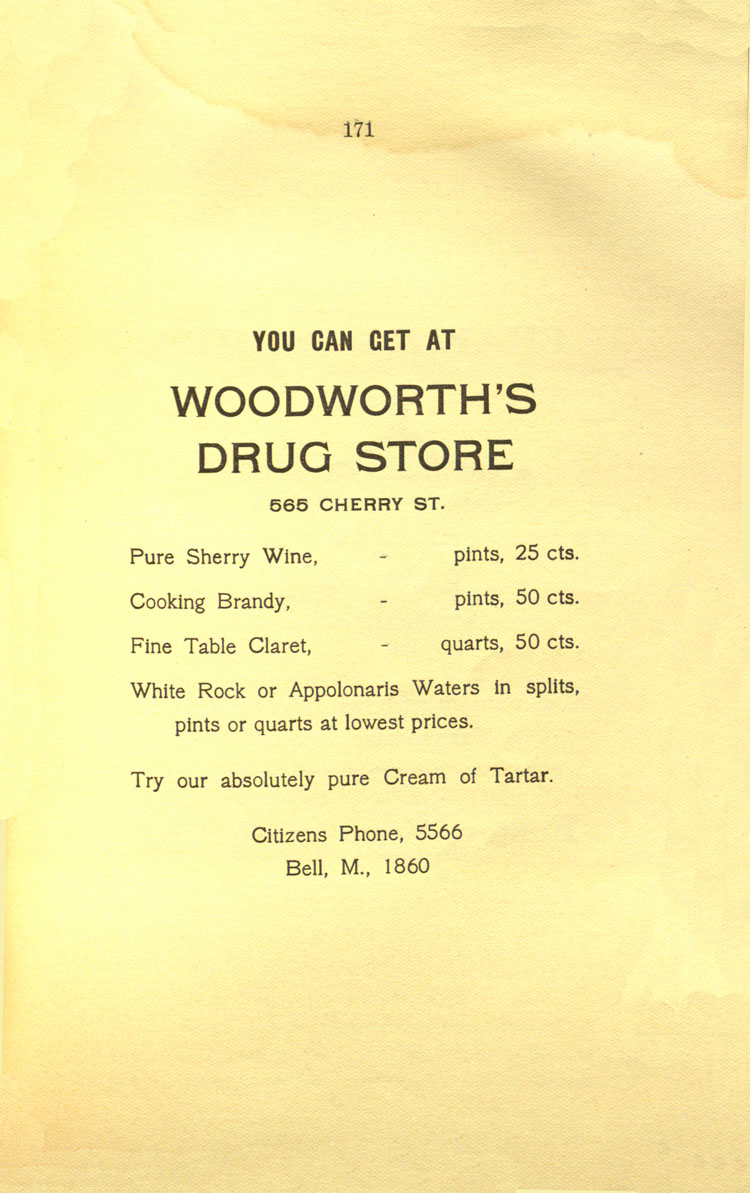 171
YOU CAN GET AT
WOODWORTH'S
DRUG STORE
565 CHERRY ST.
Pure Sherry Wine, - pints, 25 cts.
Cooking Brandy, - pints, 50 cts.
Fine Table Claret, - quarts, 50 cts.
White Rock or Appolonaris Waters in splits,
pints or quarts at lowest prices.
Try our absolutely pure Cream of Tartar.
Citizens Phone, 5566
Bell, M., 1860